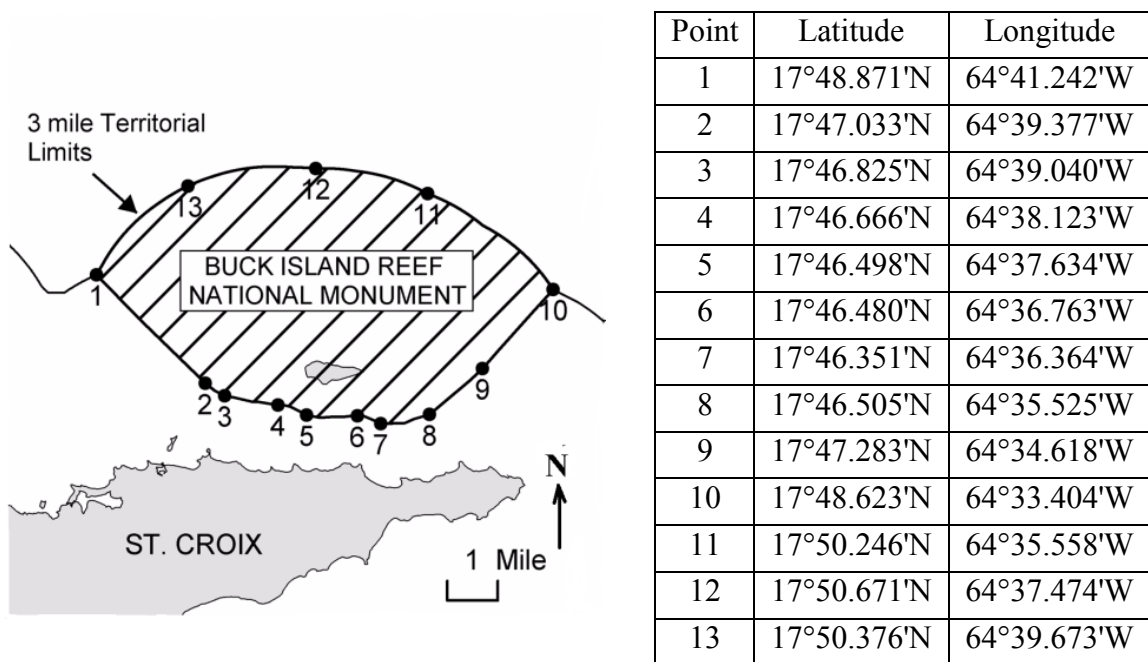 3 mile Territorial
Limits
12
13
11
BUCK ISLAND REEF
NATIONAL MONUMENT
1
10
9
2
3
4
5
6
7
8
N
ST. CROIX
1 Mile
Point Latitude Longitude
1 17°48.871'N 64°41.242'W
2 17°47.033'N 64°39.377'W
3 17°46.825'N 64°39.040'W
4 17°46.666'N 64°38.123'W
5 17°46.498'N 64°37.634'W
6 17°46.480'N 64°36.763'W
7 17°46.351'N 64°36.364'W
8 17°46.505'N 64°35.525'W
9 17°47.283'N 64°34.618'W
10 17°48.623'N 64°33.404'W
11 17°50.246'N 64°35.558'W
12 17°50.671'N 64°37.474'W
13 17°50.376'N 64°39.673'W